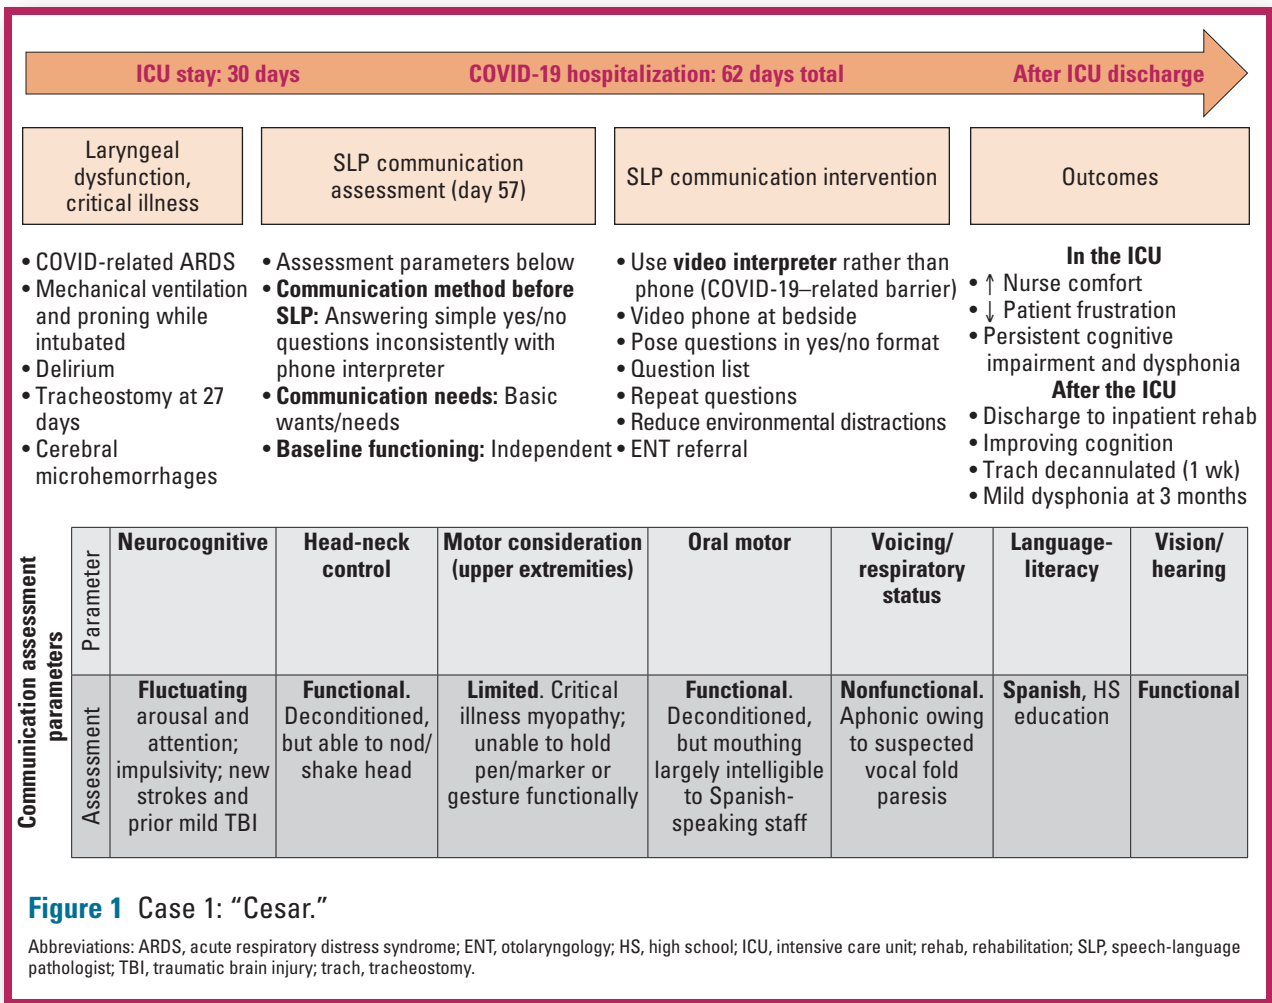 ICU stay: 30 days
COVID-19 hospitalization: 62 days total
After ICU discharge
Laryngeal
dysfunction,
critical illness
SLP communication
assessment (day 57)
SLP communication intervention
Outcomes
• COVID-related ARDS
• Mechanical ventilation
and proning while
intubated
• Delirium
• Tracheostomy at 27
days
• Cerebral
microhemorrhages
• Assessment parameters below
• Communication method before
SLP: Answering simple yes/no
questions inconsistently with
phone interpreter
• Communication needs: Basic
wants/needs
• Baseline functioning: Independent
• Use video interpreter rather than
phone (COVID-19–related barrier)
• Video phone at bedside
• Pose questions in yes/no format
• Question list
• Repeat questions
• Reduce environmental distractions
• ENT referral
In the ICU
• ↑ Nurse comfort
• ↓ Patient frustration
• Persistent cognitive
impairment and dysphonia
After the ICU
• Discharge to inpatient rehab
• Improving cognition
• Trach decannulated (1 wk)
• Mild dysphonia at 3 months
Communication assessment
parameters
Parameter
Neurocognitive
Head-neck
control
Motor consideration
(upper extremities)
Oral motor
Voicing/
respiratory
status
Language-
literacy
Vision/
hearing
Assessment
Fluctuating
arousal and
attention;
impulsivity; new
strokes and
prior mild TBI
Functional.
Deconditioned,
but able to nod/
shake head
Limited. Critical
illness myopathy;
unable to hold
pen/marker or
gesture functionally
Functional.
Deconditioned,
but mouthing
largely intelligible
to Spanish-
speaking staff
Nonfunctional.
Aphonic owing
to suspected
vocal fold
paresis
Spanish, HS
education
Functional
Figure 1 Case 1: “Cesar.”
Abbreviations: ARDS, acute respiratory distress syndrome; ENT, otolaryngology; HS, high school; ICU, intensive care unit; rehab, rehabilitation; SLP, speech-language
pathologist; TBI, traumatic brain injury; trach, tracheostomy.